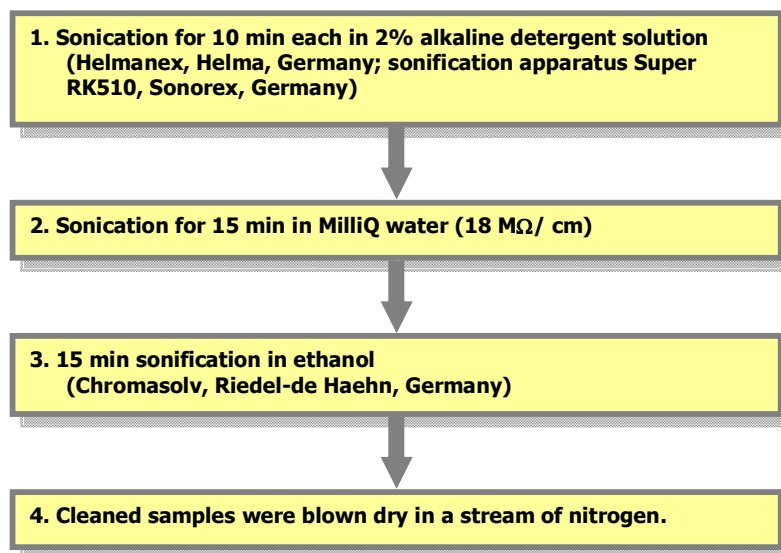 1. Sonication for 10 min each in 2% alkaline detergent solution
(Helmanex, Helma, Germany; sonification apparatus Super
RK510, Sonorex, Germany)
2. Sonication for 15 min in MilliQ water (18 MΩ/ cm)
3. 15 min sonification in ethanol
(Chromasolv, Riedel-de Haehn, Germany)
4. Cleaned samples were blown dry in a stream of nitrogen.